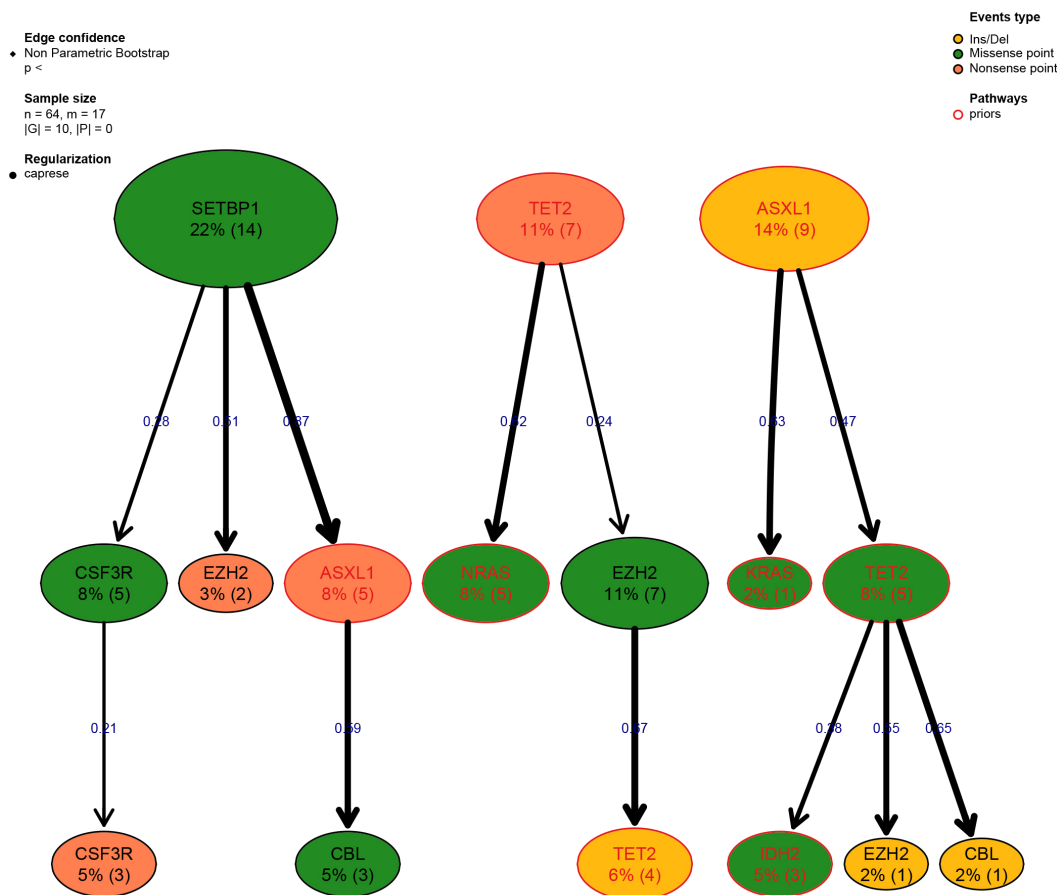 Edge confidence
Non Parametric Bootstrap
p <
Sample size
n = 64, m = 17
|G| = 10, |P| = 0
Regularization
caprese
Events type
Ins/Del
Missense point
Nonsense point
Pathways
priors
SETBP1
22% (14)
TET2
11% (7)
ASXL1
14% (9)
0.28
0.51
0.24
0.47
CSF3R
8% (5)
EZH2
3% (2)
ASXL1
8% (5)
NRAS
8% (5)
EZH2
11% (7)
KRAS
2% (1)
TET2
8% (5)
0.21
0.59
0.67
0.38
0.55
0.65
CSF3R
5% (3)
CBL
5% (3)
TET2
6% (4)
IDH2
5% (3)
EZH2
2% (1)
CBL
2% (1)